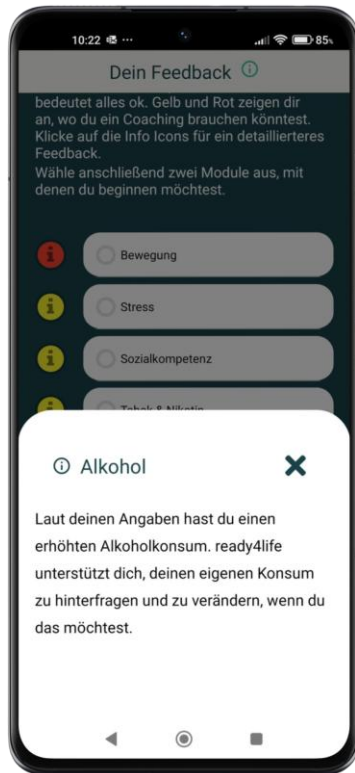 10:22
85%
Dein Feedback
bedeutet alles ok. Gelb und Rot zeigen dir
an, wo du ein Coaching brauchen könntest.
Klicke auf die Info Icons für ein detaillierteres
Feedback.
Wähle anschließend zwei Module aus, mit
denen du beginnen möchtest.
Bewegung
Stress
Sozialkompetenz
Tabak & Nikotin
Alkohol
Laut deinen Angaben hast du einen
erhöhten Alkoholkonsum. ready4life
unterstützt dich, deinen eigenen Konsum
zu hinterfragen und zu verändern, wenn du
das möchtest.